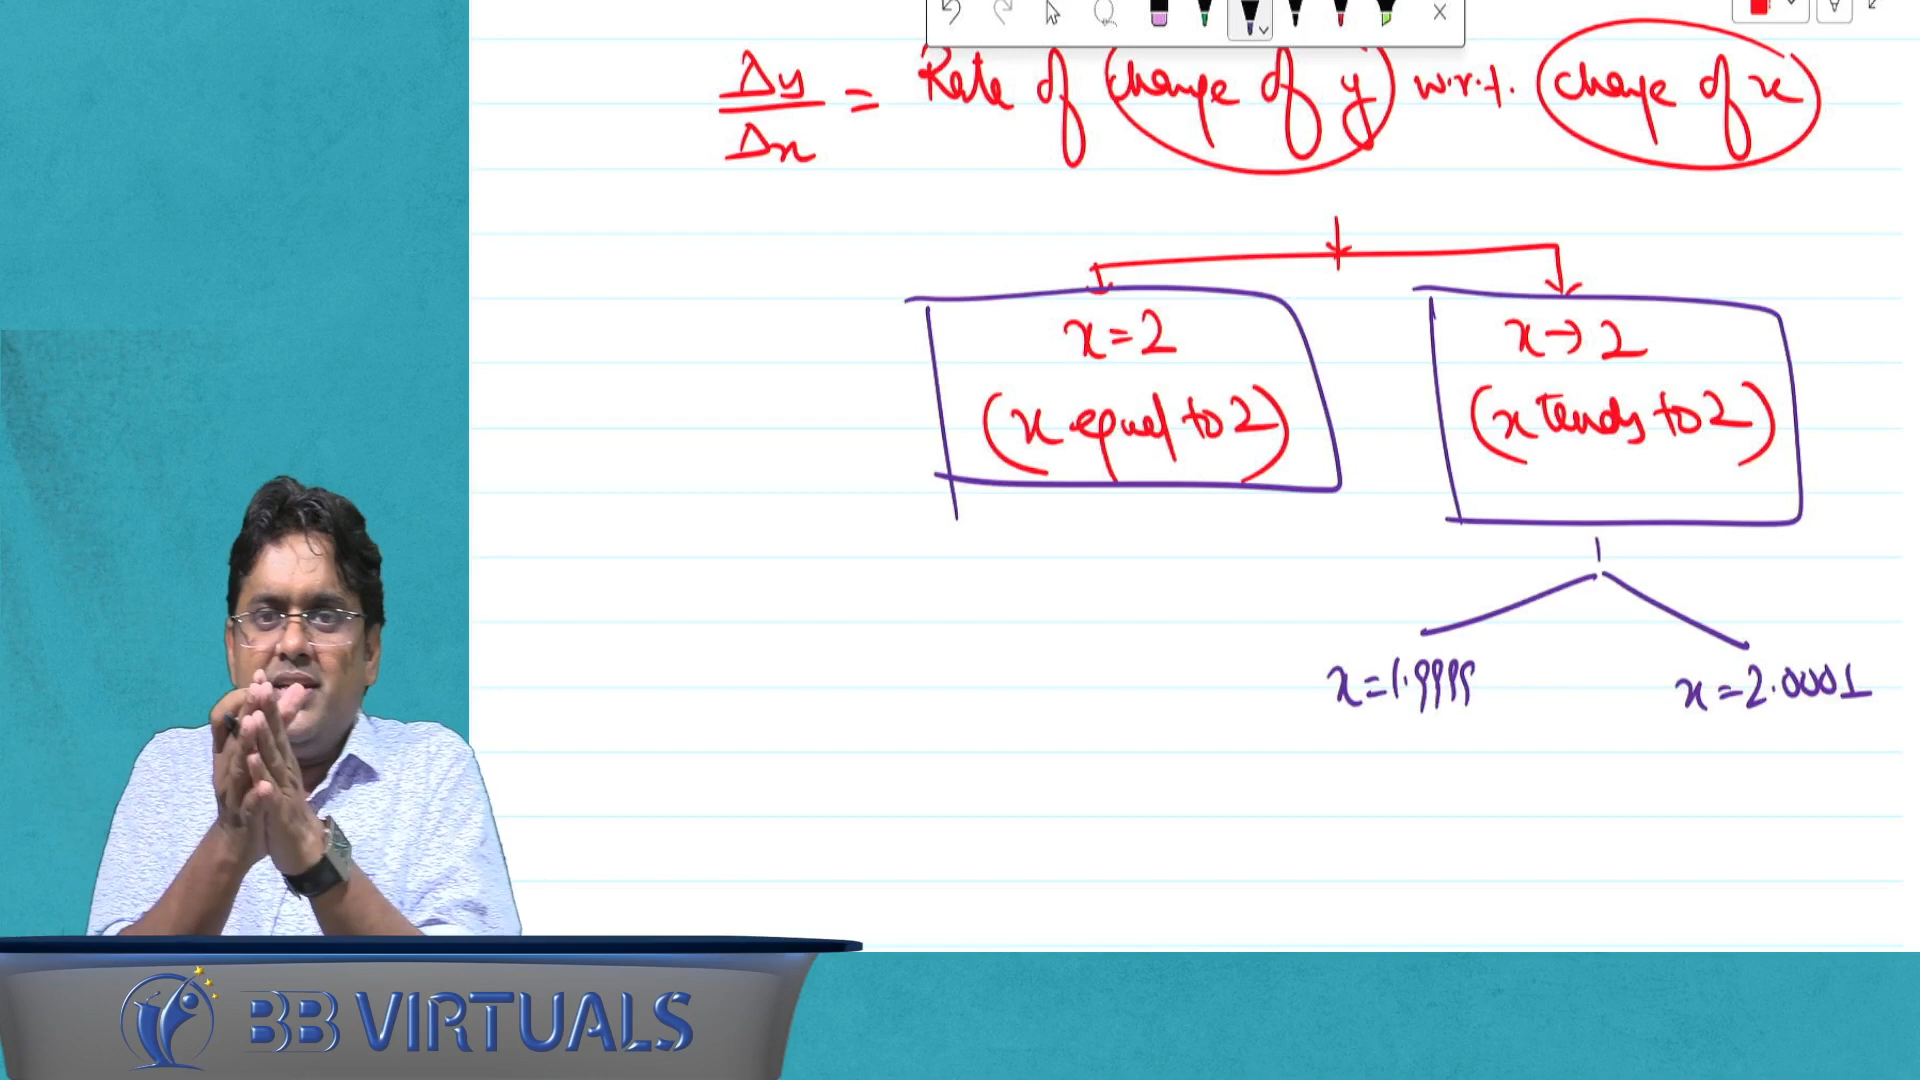 Δy/Δx = Rate of change of y w.r.t. change of x
x=2
x→2
(x equal to 2)
(x tends to 2)
x=1.9999
x=2.0001
BB VIRTUALS